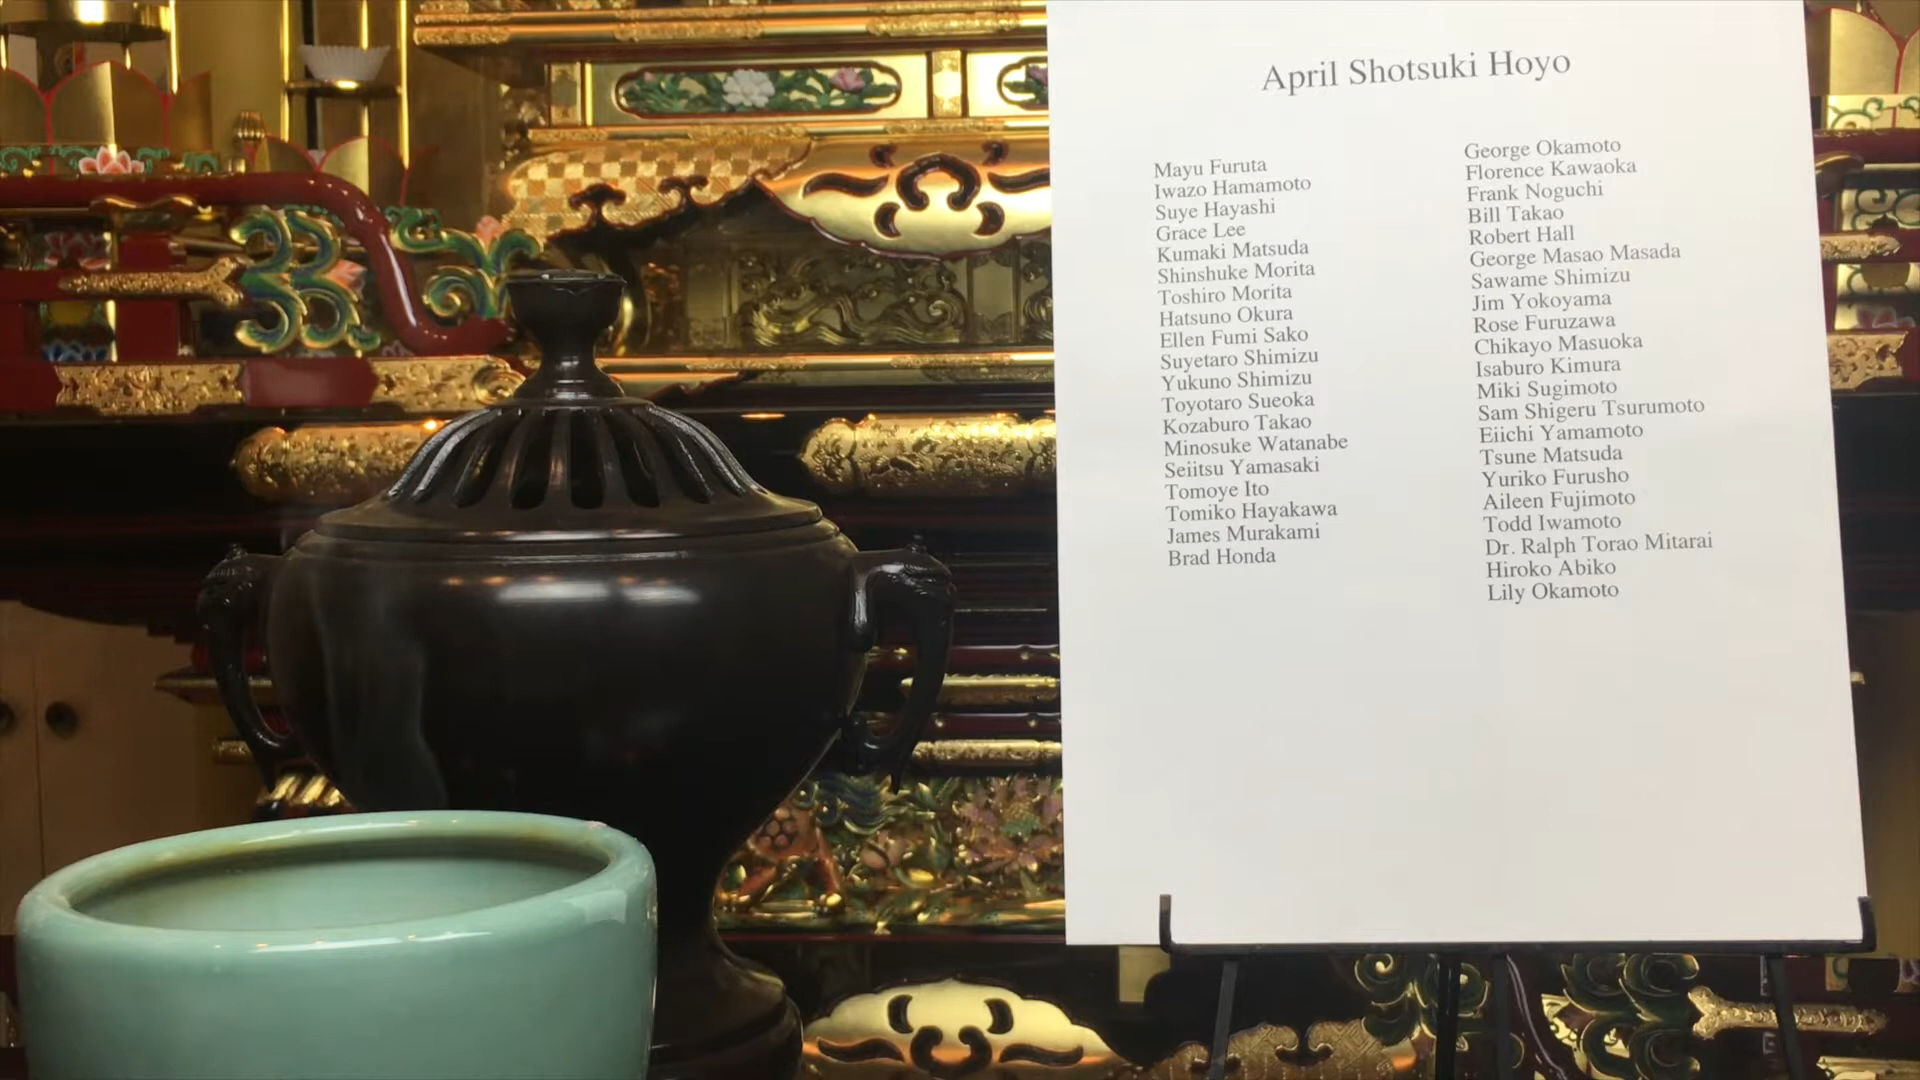 April Shotsuki Hoyo
Mayu Furuta
Iwazo Hamamoto
Suye Hayashi
Grace Lee
Kumaki Matsuda
Shinshuke Morita
Toshiro Morita
Hatsuno Okura
Ellen Fumi Sako
Suyetaro Shimizu
Yukuno Shimizu
Toyotaro Sueoka
Kozaburo Takao
Minosuke Watanabe
Seiitsu Yamasaki
Tomoye Ito
Tomiko Hayakawa
James Murakami
Brad Honda
George Okamoto
Florence Kawaoka
Frank Noguchi
Bill Takao
Robert Hall
George Masao Masada
Sawame Shimizu
Jim Yokoyama
Rose Furuzawa
Chikayo Masuoka
Isaburo Kimura
Miki Sugimoto
Sam Shigeru Tsurumoto
Eiichi Yamamoto
Tsune Matsuda
Yuriko Furusho
Aileen Fujimoto
Todd Iwamoto
Dr. Ralph Torao Mitarai
Hiroko Abiko
Lily Okamoto